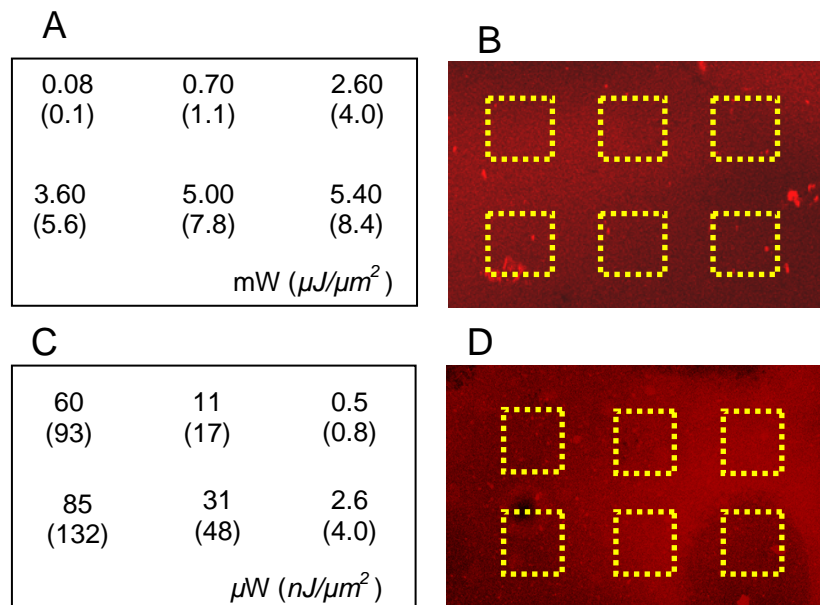 A
0.08 0.70 2.60
(0.1) (1.1) (4.0)
3.60 5.00 5.40
(5.6) (7.8) (8.4)
mW (µJ/µm²)
B
C
60 11 0.5
(93) (17) (0.8)
85 31 2.6
(132) (48) (4.0)
µW (nJ/µm²)
D